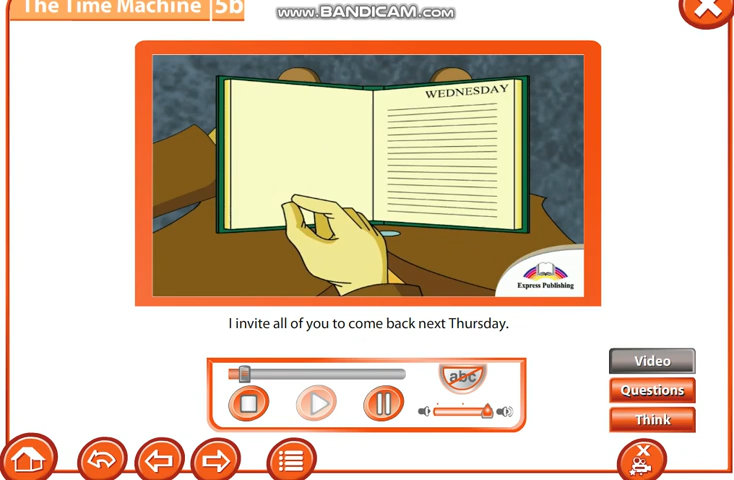 The Time Machine |5b
www.BANDICAM.com
WEDNESDAY
Express Publishing
I invite all of you to come back next Thursday.
abc
Video
Questions
Think
X